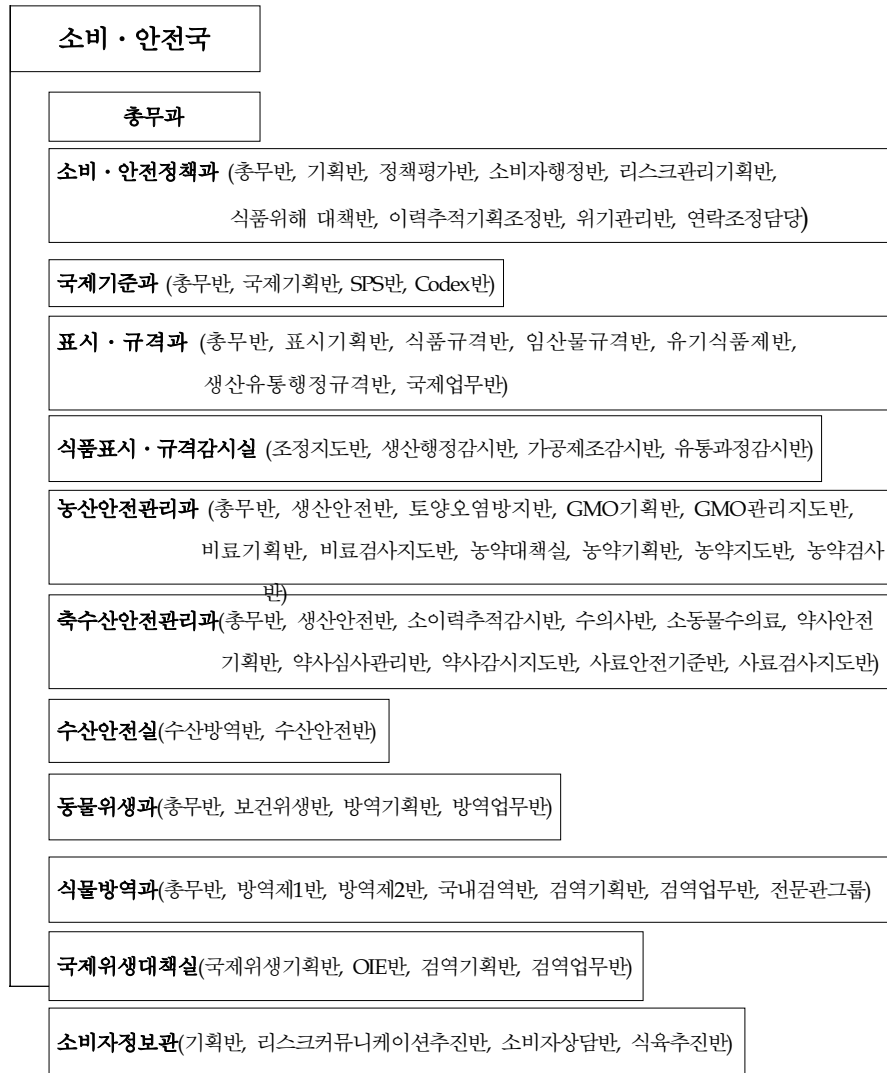 소비・안전국
총무과
소비・안전정책과 (총무반, 기획반, 정책평가반, 소비자행정반, 리스크관리기획반,
식품위해 대책반, 이력추적기획조정반, 위기관리반, 연락조정담당)
국제기준과 (총무반, 국제기획반, SPS반, Codex반)
표시・규격과 (총무반, 표시기획반, 식품규격반, 임산물규격반, 유기식품제반,
생산유통행정규격반, 국제업무반)
식품표시・규격감시실 (조정지도반, 생산행정감시반, 가공제조감시반, 유통과정감시반)
농산안전관리과 (총무반, 생산안전반, 토양오염방지반, GMO기획반, GMO관리지도반,
비료기획반, 비료검사지도반, 농약대책실, 농약기획반, 농약지도반, 농약검사
반)
축수산안전관리과(총무반, 생산안전반, 소이력추적감시반, 수의사반, 소동물수의료, 약사안전
기획반, 약사심사관리반, 약사감시지도반, 사료안전기준반, 사료검사지도반)
수산안전실(수산방역반, 수산안전반)
동물위생과(총무반, 보건위생반, 방역기획반, 방역업무반)
식물방역과(총무반, 방역제1반, 방역제2반, 국내검역반, 검역기획반, 검역업무반, 전문관그룹)
국제위생대책실(국제위생기획반, OIE반, 검역기획반, 검역업무반)
소비자정보관(기획반, 리스크커뮤니케이션추진반, 소비자상담반, 식육추진반)